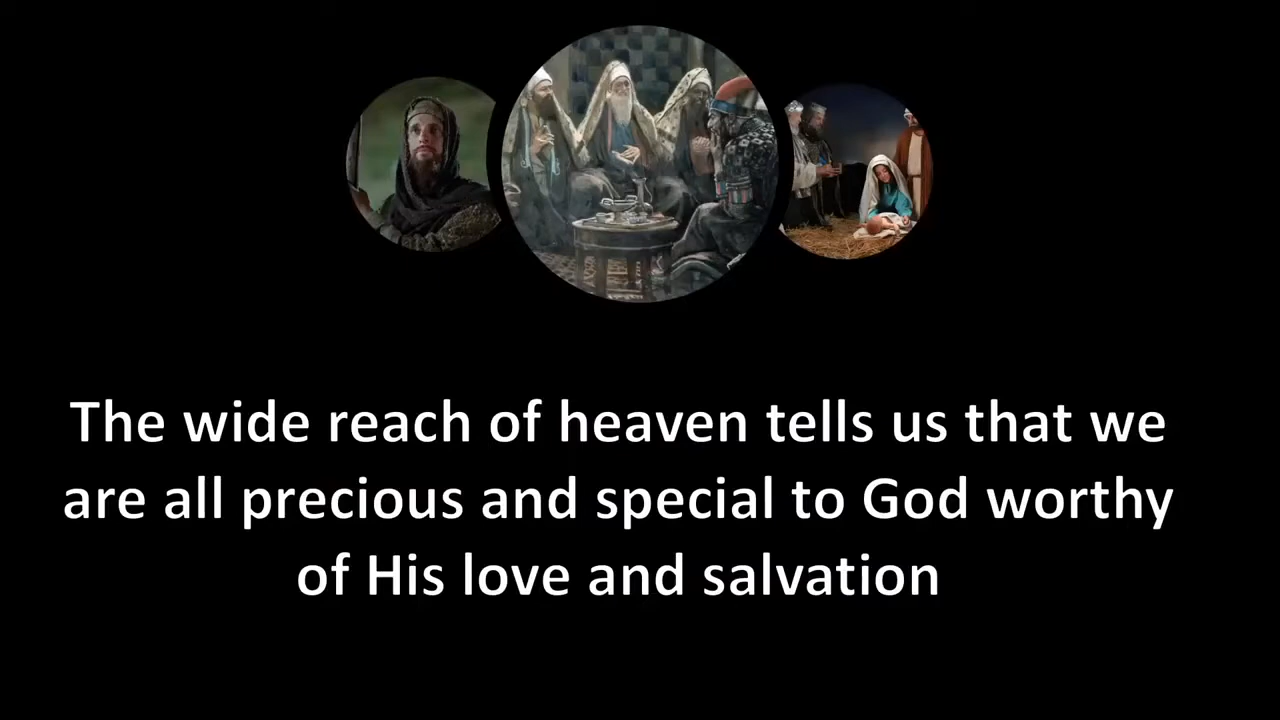 The wide reach of heaven tells us that we
are all precious and special to God worthy
of His love and salvation